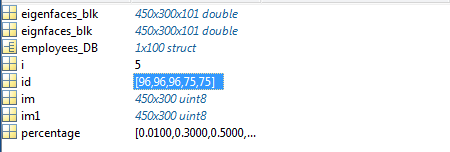 eigenfaces_blk 450x300x101 double
eignfaces_blk 450x300x101 double
employees_DB 1x100 struct
i 5
id [96,96,96,75,75]
im 450x300 uint8
im1 450x300 uint8
percentage [0.0100,0.3000,0.5000,...